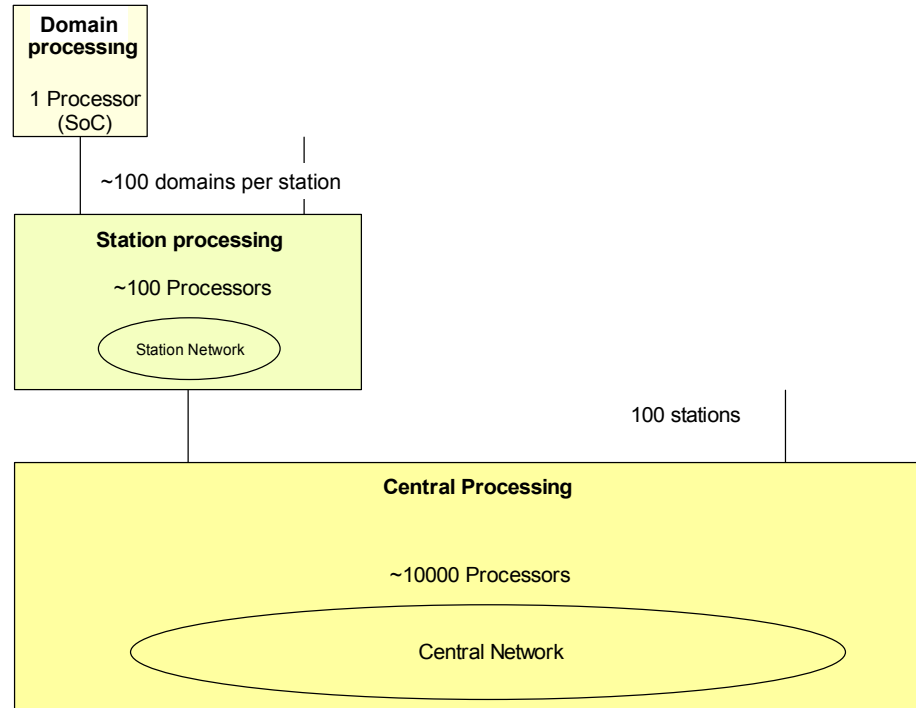 Domain
processing
1 Processor
(SoC)
~100 domains per station
Station processing
~100 Processors
Station Network
100 stations
Central Processing
~10000 Processors
Central Network